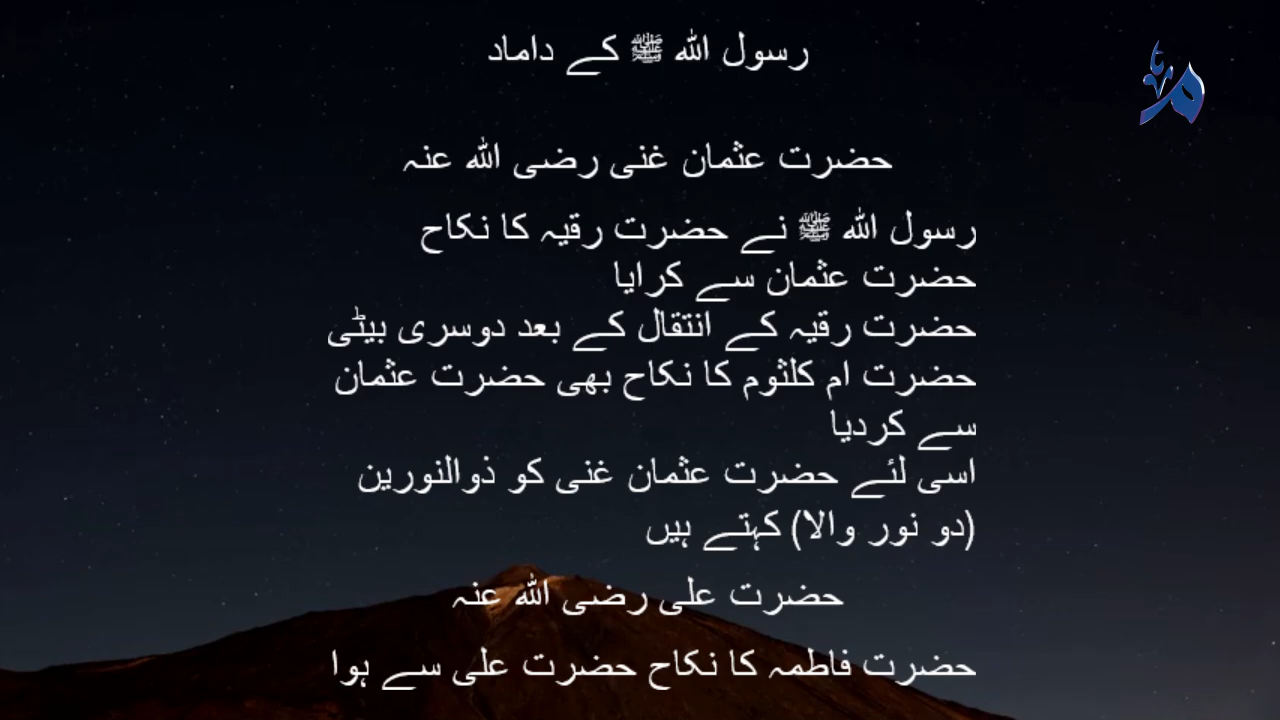 رسول اللہ ﷺ کے داماد
حضرت عثمان غنی رضی اللہ عنہ
رسول اللہ ﷺ نے حضرت رقیہ کا نکاح
حضرت عثمان سے کرایا
حضرت رقیہ کے انتقال کے بعد دوسری بیٹی
حضرت ام کلثوم کا نکاح بھی حضرت عثمان
سے کردیا
اسی لئے حضرت عثمان غنی کو ذوالنورین
(دو نور والا) کہتے ہیں
حضرت علی رضی اللہ عنہ
حضرت فاطمہ کا نکاح حضرت علی سے ہوا